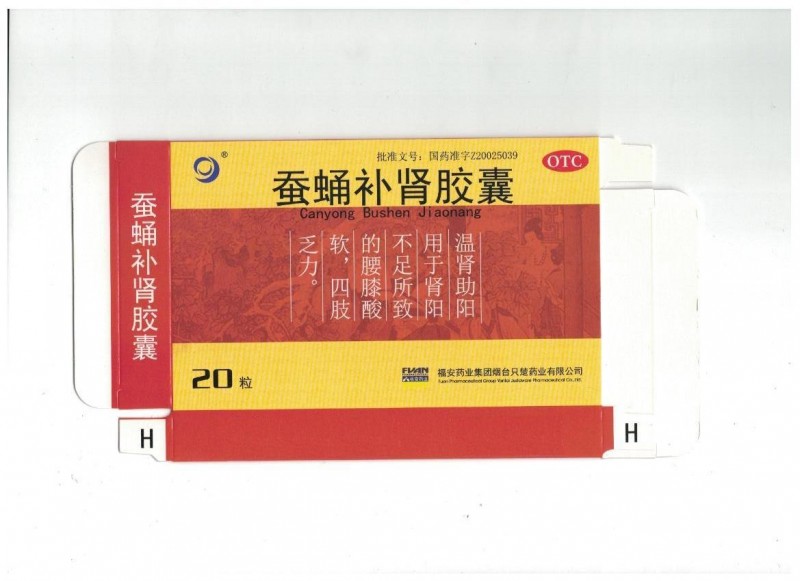 蚕蛹补肾胶囊
®
批准文号：国药准字Z20025039
OTC
蚕蛹补肾胶囊
Canyong Bushen Jiaonang
温肾助阳
用于肾阳
不足所致
的腰膝酸
软，四肢
乏力。
20粒
FUAN
福安药业集团烟台只楚药业有限公司
H
H